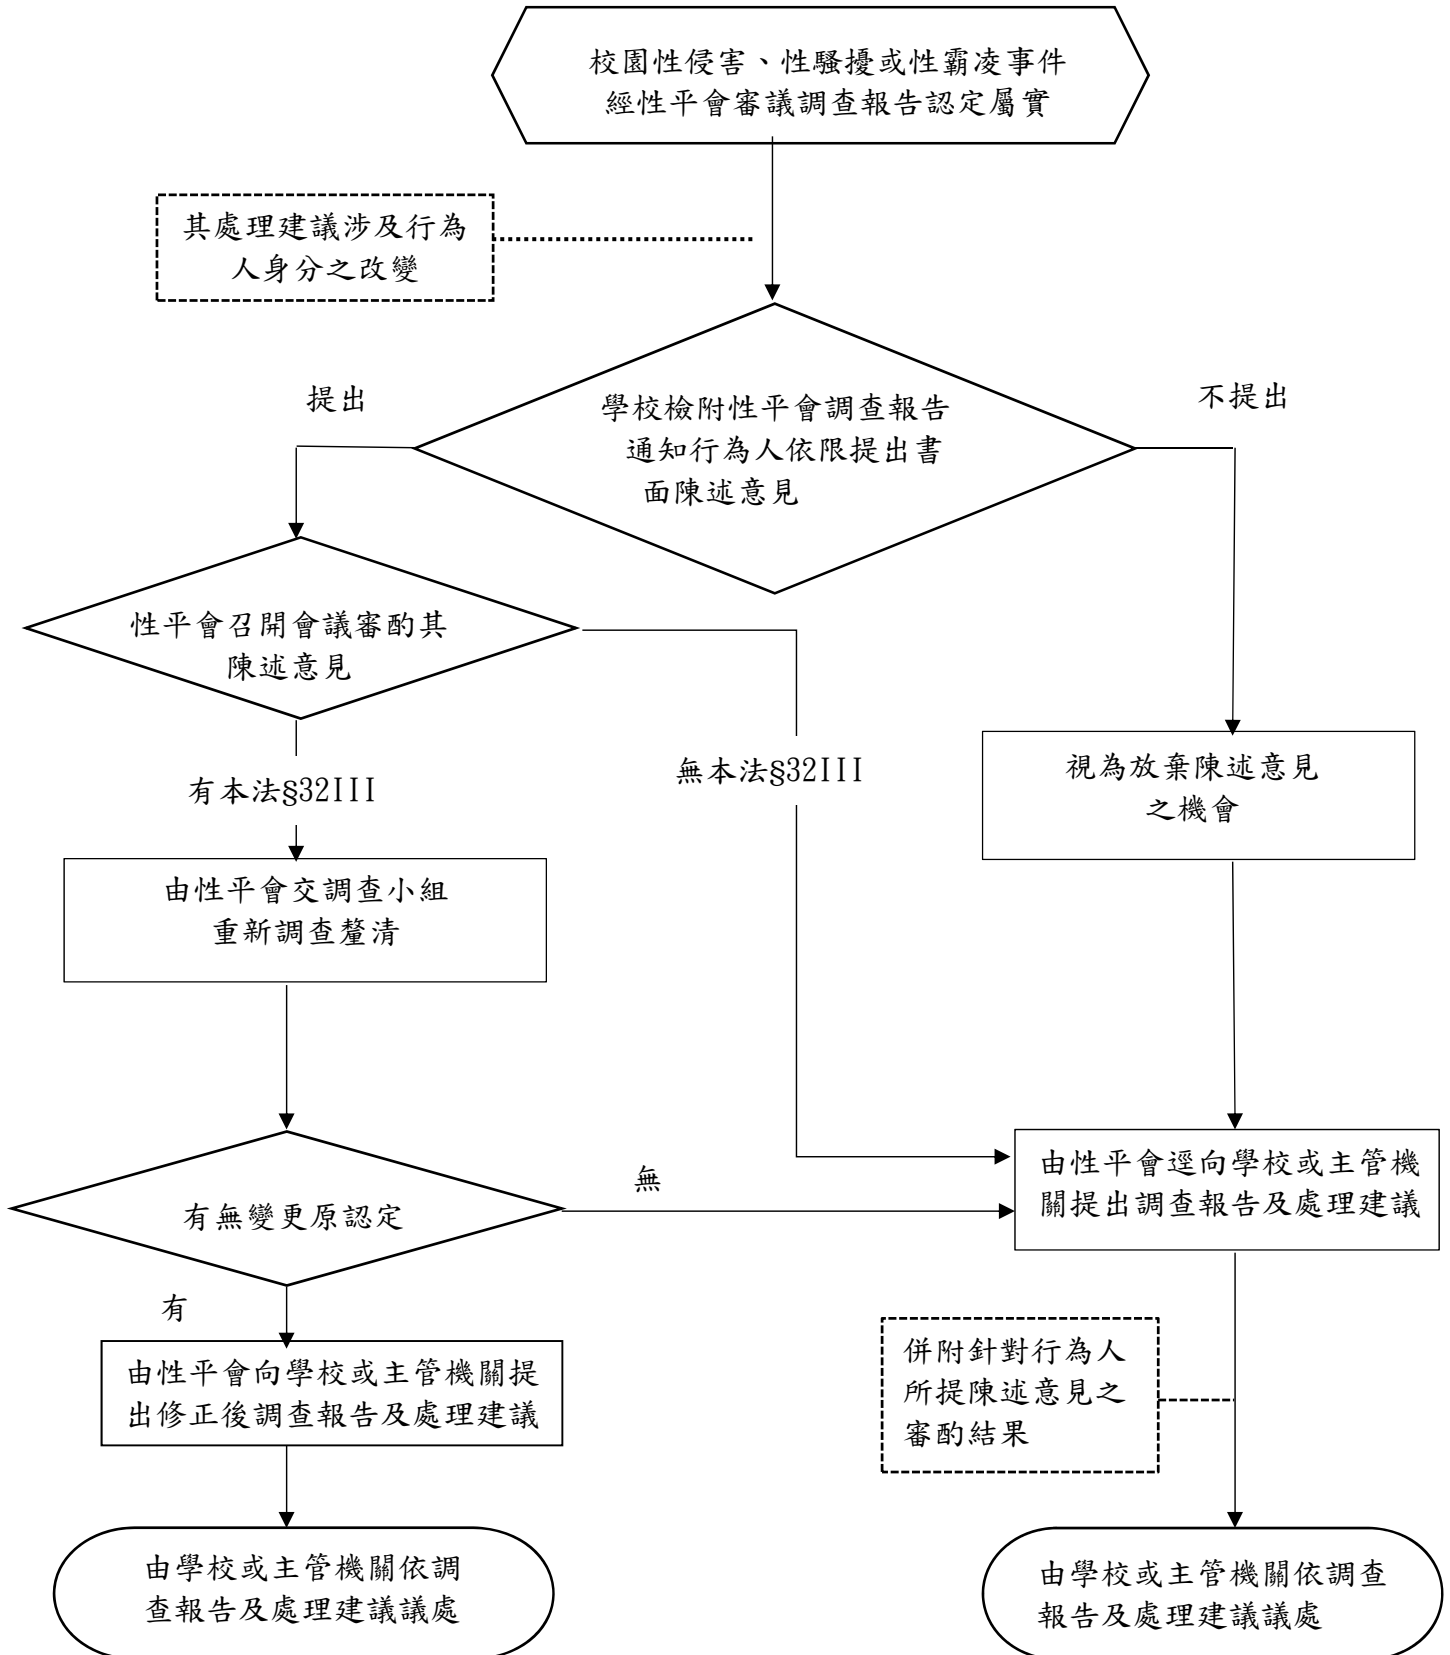 校園性侵害、性騷擾或性霸凌事件
經性平會審議調查報告認定屬實
其處理建議涉及行為
人身分之改變
提出
不提出
學校檢附性平會調查報告
通知行為人依限提出書
面陳述意見
性平會召開會議審酌其
陳述意見
有本法§32III
無本法§32III
視為放棄陳述意見
之機會
由性平會交調查小組
重新調查釐清
有無變更原認定
無
由性平會逕向學校或主管機
關提出調查報告及處理建議
有
由性平會向學校或主管機關提
出修正後調查報告及處理建議
併附針對行為人
所提陳述意見之
審酌結果
由學校或主管機關依調
查報告及處理建議議處
由學校或主管機關依調查
報告及處理建議議處